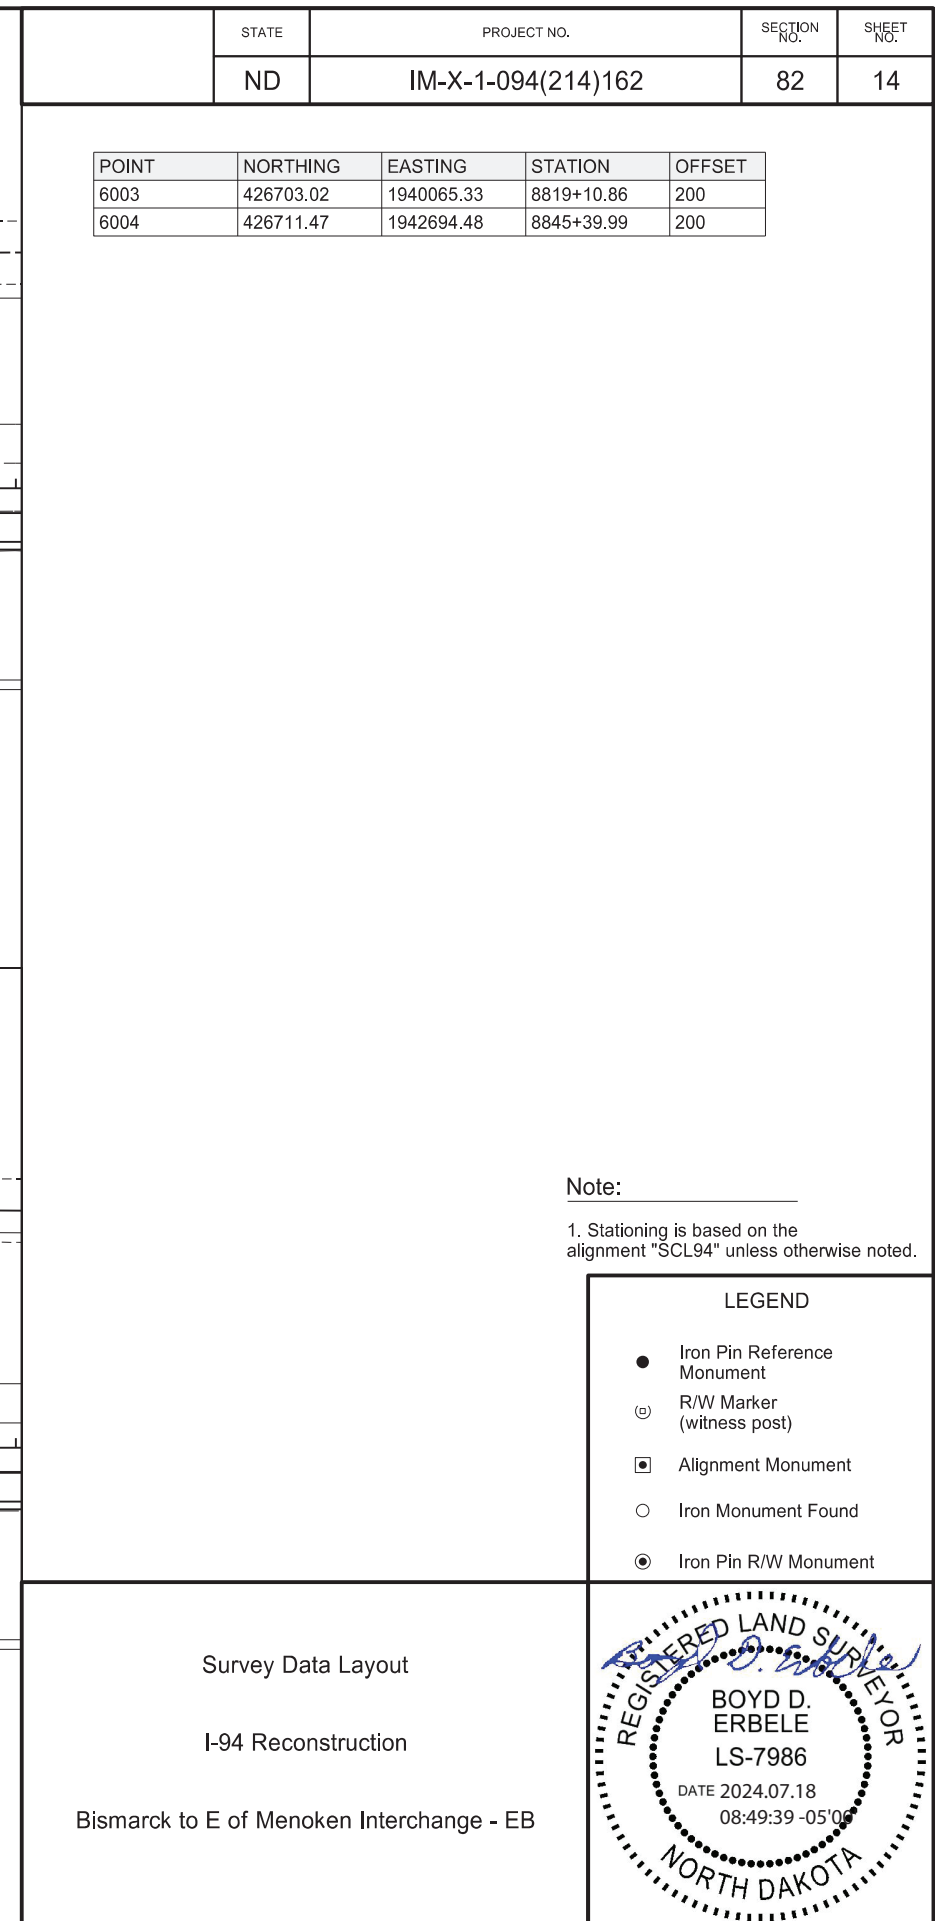 STATE
PROJECT NO.
SECTION NO.
SHEET NO.
ND
IM-X-1-094(214)162
82
14
POINT NORTHING EASTING STATION OFFSET
6003 426703.02 1940065.33 8819+10.86 200
6004 426711.47 1942694.48 8845+39.99 200
Note:
1. Stationing is based on the
alignment "SCL94" unless otherwise noted.
LEGEND
Iron Pin Reference
Monument
R/W Marker
(witness post)
Alignment Monument
Iron Monument Found
Iron Pin R/W Monument
Survey Data Layout
I-94 Reconstruction
Bismarck to E of Menoken Interchange - EB
REGISTERED LAND SURVEYOR
Boyd D. Erbele
BOYD D.
ERBELE
LS-7986
DATE 2024.07.18
08:49:39 -05'00
NORTH DAKOTA